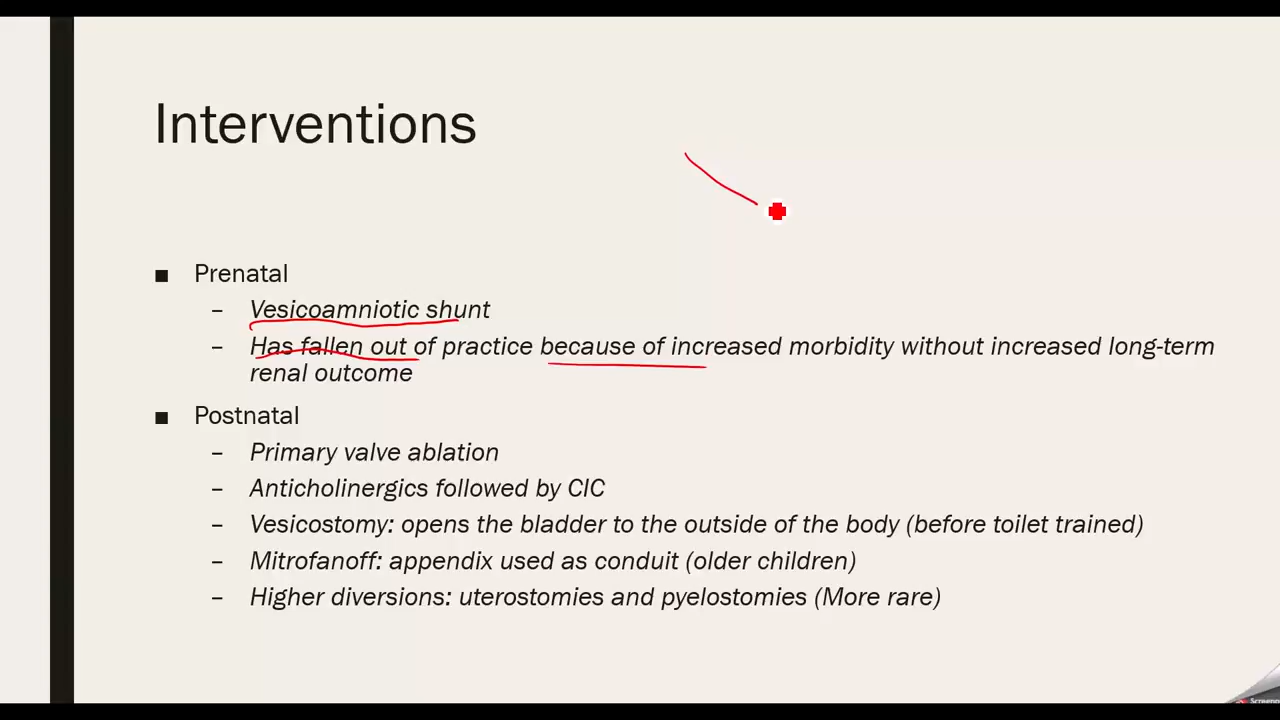 Interventions
■ Prenatal
– Vesicoamniotic shunt
– Has fallen out of practice because of increased morbidity without increased long-term
renal outcome
■ Postnatal
– Primary valve ablation
– Anticholinergics followed by CIC
– Vesicostomy: opens the bladder to the outside of the body (before toilet trained)
– Mitrofanoff: appendix used as conduit (older children)
– Higher diversions: uterostomies and pyelostomies (More rare)